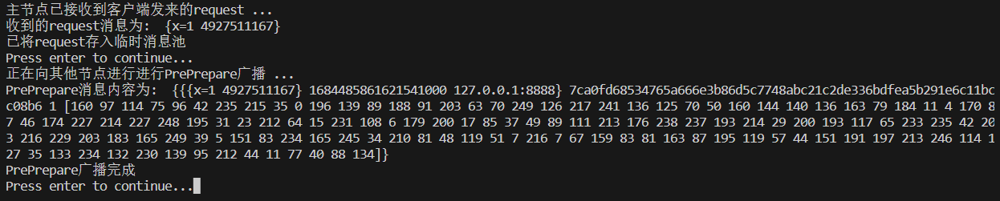 主节点已接收到客户端发来的request ...
收到的request消息为:  {x=1 4927511167}
已将request存入临时消息池
Press enter to continue...
正在向其他节点进行进行PrePrepare广播 ...
PrePrepare消息内容为:  {{{x=1 4927511167} 1684485861621541000 127.0.0.1:8888} 7ca0fd68534765a666e3b86d5c7748abc21c2de336bdfea5b291e6c11bc
c08b6 1 [160 97 114 75 96 42 235 215 35 0 196 139 89 188 91 203 63 70 249 126 217 241 136 125 70 50 160 144 140 136 163 79 184 11 4 170 8
7 46 174 227 214 227 248 195 31 23 212 64 15 231 108 6 179 200 17 85 37 49 89 111 213 176 238 237 193 214 29 200 193 117 65 233 235 42 20
3 216 229 203 183 165 249 39 5 151 83 234 165 245 34 210 81 48 119 51 7 216 7 67 159 83 81 163 87 195 119 57 44 151 191 197 213 246 114 1
27 35 133 234 132 230 139 95 212 44 11 77 40 88 134]}
PrePrepare广播完成
Press enter to continue...